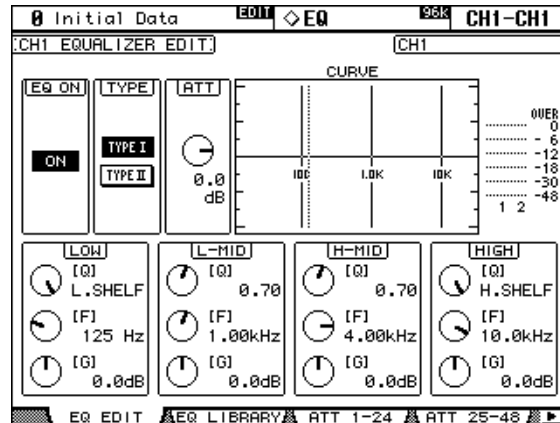 0 Initial Data EDIT ◇EQ 96K CH1-CH1
CH1 EQUALIZER EDIT CH1
CURVE
EQ ON TYPE ATT
ON
TYPE I
TYPE II
0.0
dB
100 1.0K 10K
OVER
0
-6
-12
-18
-30
-48
1 2
LOW L-MID H-MID HIGH
[Q] [Q] [Q] [Q]
L.SHELF 0.70 0.70 H.SHELF
[F] [F] [F] [F]
125 Hz 1.00kHz 4.00kHz 10.0kHz
[G] [G] [G] [G]
0.0dB 0.0dB 0.0dB 0.0dB
EQ EDIT EQ LIBRARY ATT 1-24 ATT 25-48